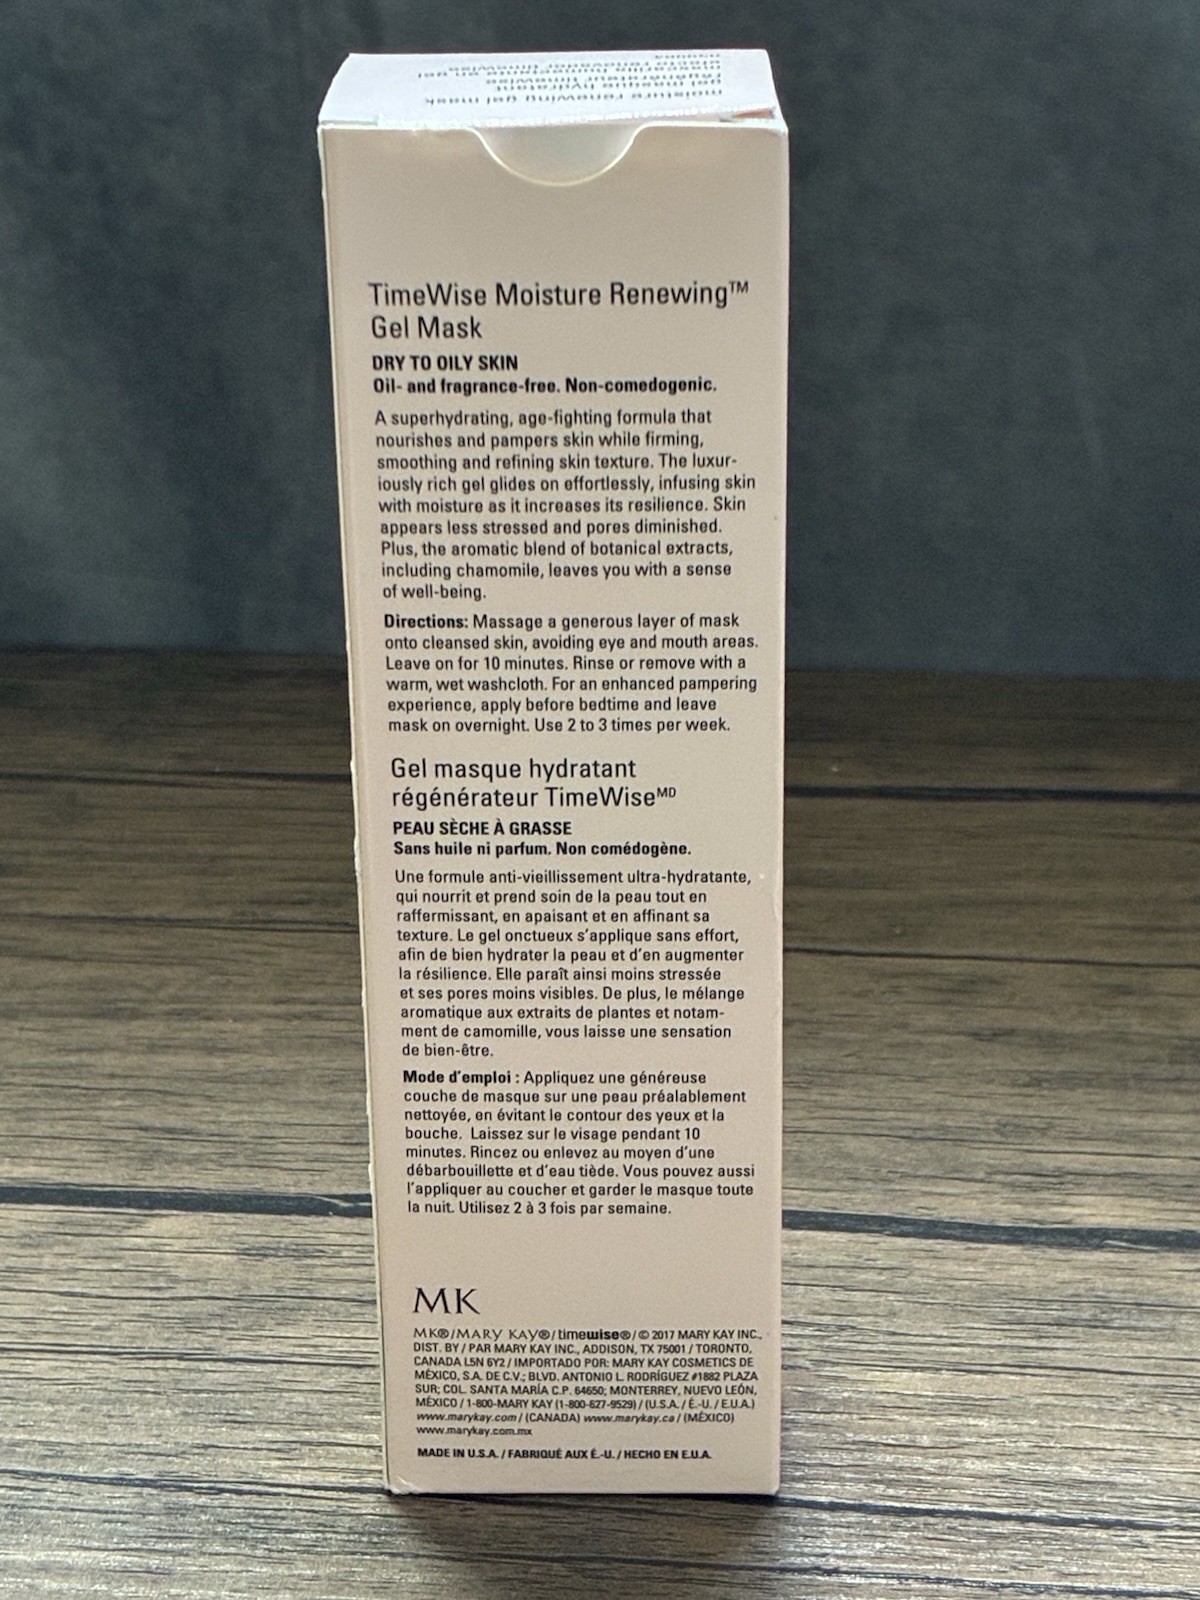 moisture renewing gel mask
gel masque hydratant
régénérateur timewise
mascarilla humectante en gel
efecto renovador timewise
TimeWise Moisture Renewing™
Gel Mask
DRY TO OILY SKIN
Oil- and fragrance-free. Non-comedogenic.
A superhydrating, age-fighting formula that
nourishes and pampers skin while firming,
smoothing and refining skin texture. The luxur-
iously rich gel glides on effortlessly, infusing skin
with moisture as it increases its resilience. Skin
appears less stressed and pores diminished.
Plus, the aromatic blend of botanical extracts,
including chamomile, leaves you with a sense
of well-being.
Directions: Massage a generous layer of mask
onto cleansed skin, avoiding eye and mouth areas.
Leave on for 10 minutes. Rinse or remove with a
warm, wet washcloth. For an enhanced pampering
experience, apply before bedtime and leave
mask on overnight. Use 2 to 3 times per week.
Gel masque hydratant
régénérateur TimeWiseᴹᴰ
PEAU SÈCHE À GRASSE
Sans huile ni parfum. Non comédogène.
Une formule anti-vieillissement ultra-hydratante,
qui nourrit et prend soin de la peau tout en
raffermissant, en apaisant et en affinant sa
texture. Le gel onctueux s'applique sans effort,
afin de bien hydrater la peau et d'en augmenter
la résilience. Elle paraît ainsi moins stressée
et ses pores moins visibles. De plus, le mélange
aromatique aux extraits de plantes et notam-
ment de camomille, vous laisse une sensation
de bien-être.
Mode d'emploi : Appliquez une généreuse
couche de masque sur une peau préalablement
nettoyée, en évitant le contour des yeux et la
bouche. Laissez sur le visage pendant 10
minutes. Rincez ou enlevez au moyen d'une
débarbouillette et d'eau tiède. Vous pouvez aussi
l'appliquer au coucher et garder le masque toute
la nuit. Utilisez 2 à 3 fois par semaine.
MK
MK®/MARY KAY®/timewise®/© 2017 MARY KAY INC.,
DIST. BY / PAR MARY KAY INC., ADDISON, TX 75001 / TORONTO,
CANADA L5N 6Y2 / IMPORTADO POR: MARY KAY COSMETICS DE
MÉXICO, S.A. DE C.V.; BLVD. ANTONIO L. RODRÍGUEZ #1882 PLAZA
SUR; COL. SANTA MARÍA C.P. 64650; MONTERREY, NUEVO LEÓN,
MÉXICO / 1-800-MARY KAY (1-800-627-9529) / (U.S.A. / É.-U. / E.U.A.)
www.marykay.com / (CANADA) www.marykay.ca / (MÉXICO)
www.marykay.com.mx
MADE IN U.S.A. / FABRIQUÉ AUX É.-U. / HECHO EN E.U.A.